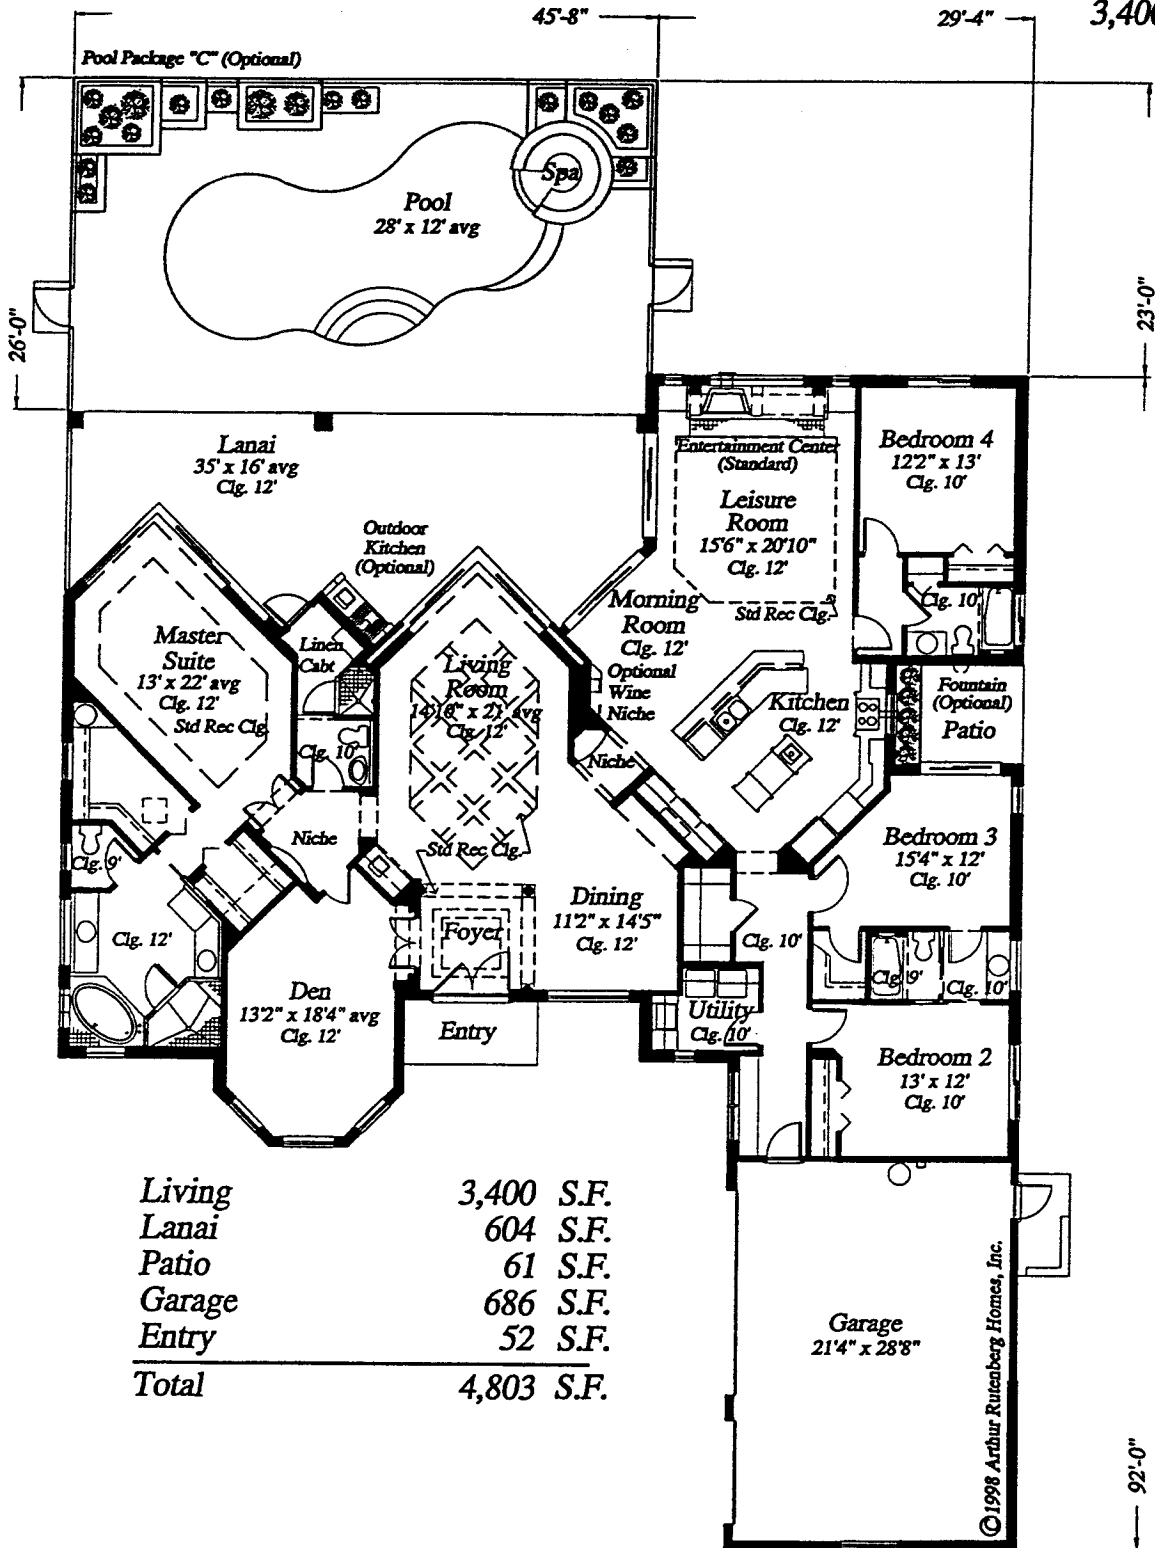 45'-8"
29'-4"
3,400
Pool Package "C" (Optional)
Spa
Pool
28' x 12' avg
26'-0"
23'-0"
Lanai
35' x 16' avg
Clg. 12'
Entertainment Center
(Standard)
Bedroom 4
12'2" x 13'
Clg. 10'
Leisure
Room
15'6" x 20'10"
Clg. 12'
Std Rec Clg.
Outdoor
Kitchen
(Optional)
Clg. 10'
Morning
Room
Clg. 12'
Optional
Wine
Niche
Master
Suite
13' x 22' avg
Clg. 12'
Std Rec Clg.
Linen
Cabt
Living
Room
14'10" x 21' avg
Clg. 12'
Kitchen
Clg. 12'
Fountain
(Optional)
Patio
Clg. 10'
Niche
Niche
Std Rec Clg.
Bedroom 3
15'4" x 12'
Clg. 10'
Clg. 9'
Dining
11'2" x 14'5"
Clg. 12'
Clg. 12'
Foyer
Clg. 10'
Clg. 9'
Clg. 10'
Den
13'2" x 18'4" avg
Clg. 12'
Entry
Utility
Clg. 10'
Bedroom 2
13' x 12'
Clg. 10'
Living 3,400 S.F.
Lanai 604 S.F.
Patio 61 S.F.
Garage 686 S.F.
Entry 52 S.F.
Total 4,803 S.F.
Garage
21'4" x 28'8"
©1998 Arthur Rutenberg Homes, Inc.
92'-0"